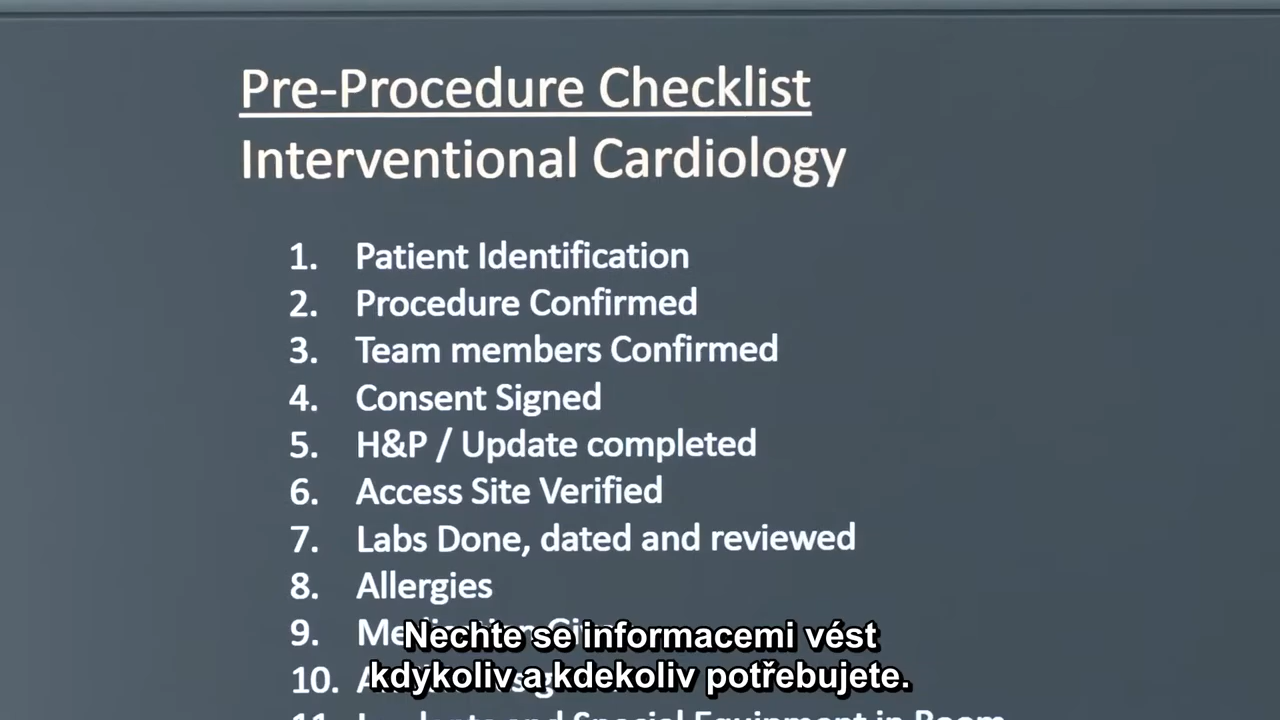 Pre-Procedure Checklist
Interventional Cardiology
1. Patient Identification
2. Procedure Confirmed
3. Team members Confirmed
4. Consent Signed
5. H&P / Update completed
6. Access Site Verified
7. Labs Done, dated and reviewed
8. Allergies
9.
10.
Nechte se informacemi vést
kdykoliv a kdekoliv potřebujete.